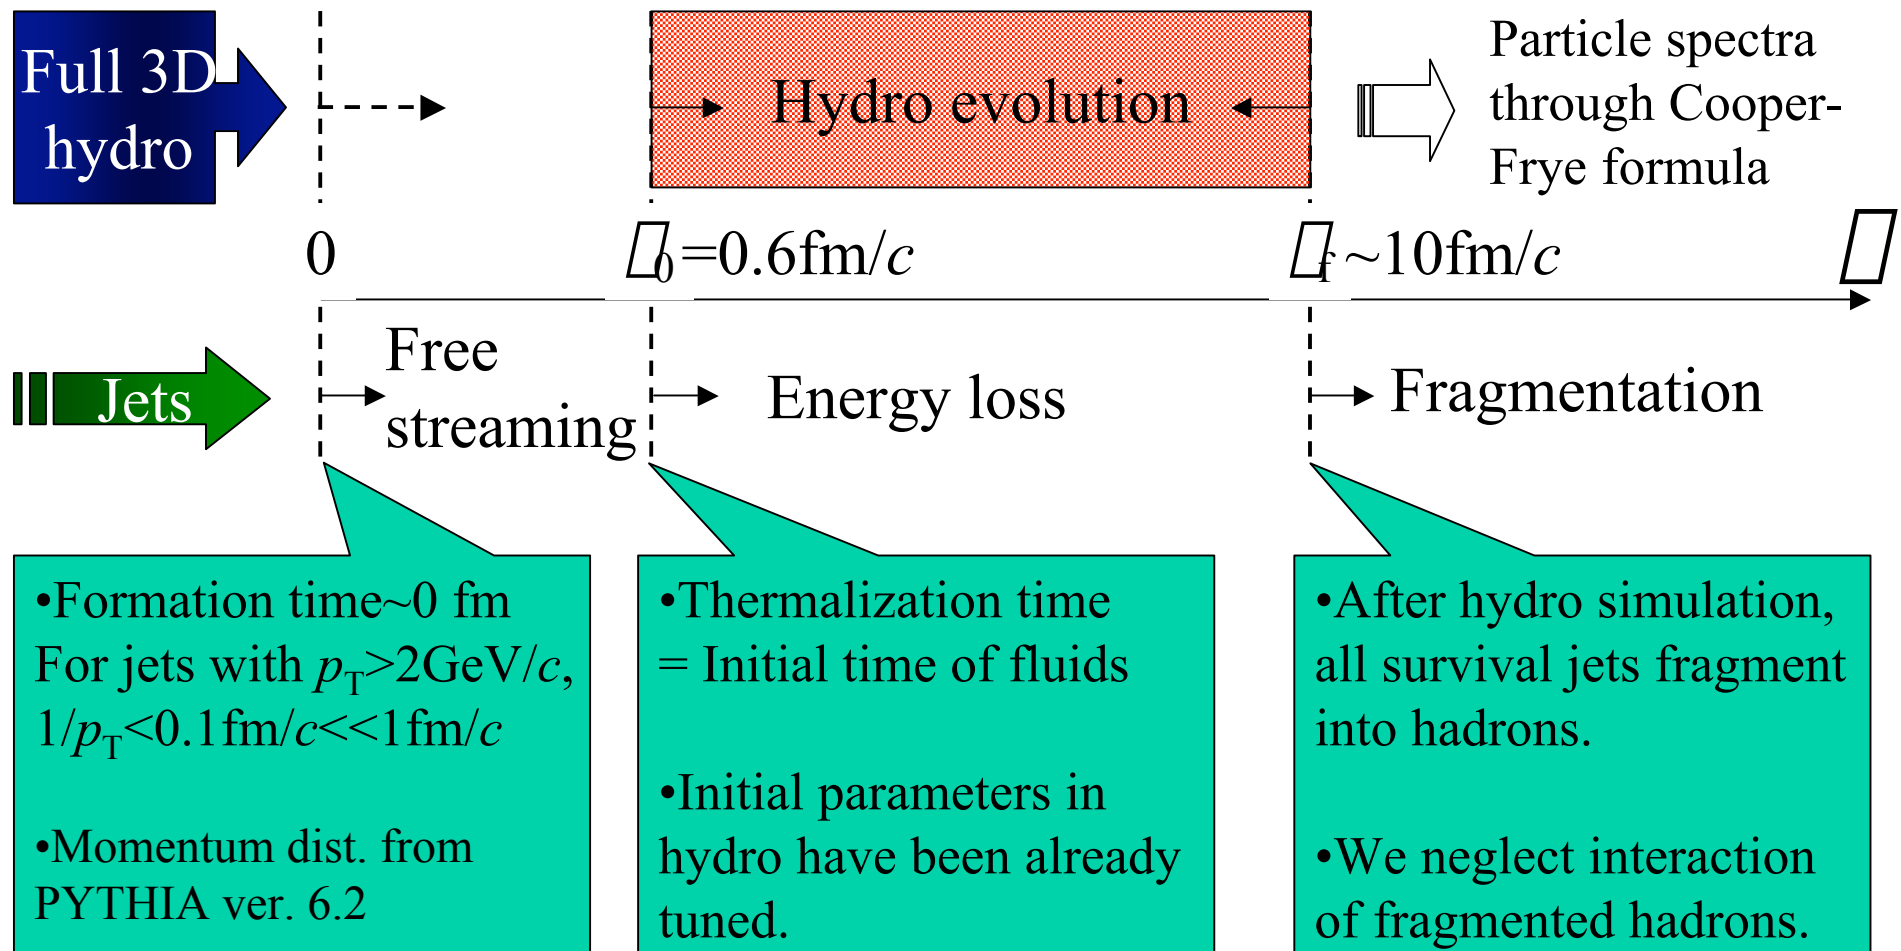 Full 3D
hydro
Hydro evolution
Particle spectra
through Cooper-
Frye formula
0
0=0.6fm/c
f~10fm/c
Jets
Free
streaming
Energy loss
Fragmentation
•Formation time~0 fm
For jets with pT>2GeV/c,
1/pT<0.1fm/c<<1fm/c
•Momentum dist. from
PYTHIA ver. 6.2
•Thermalization time
= Initial time of fluids
•Initial parameters in
hydro have been already
tuned.
•After hydro simulation,
all survival jets fragment
into hadrons.
•We neglect interaction
of fragmented hadrons.